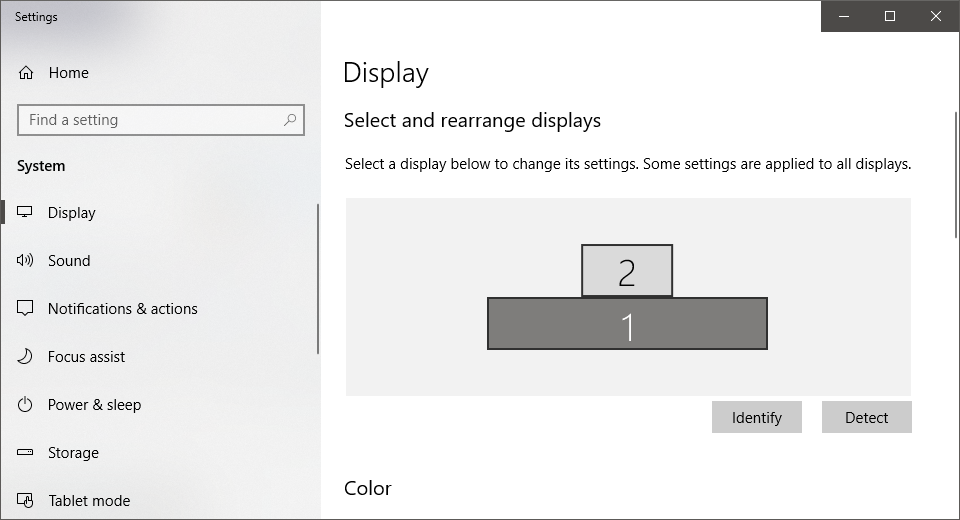 Settings
Home
Find a setting
System
Display
Sound
Notifications & actions
Focus assist
Power & sleep
Storage
Tablet mode
Display
Select and rearrange displays
Select a display below to change its settings. Some settings are applied to all displays.
2
1
Identify Detect
Color